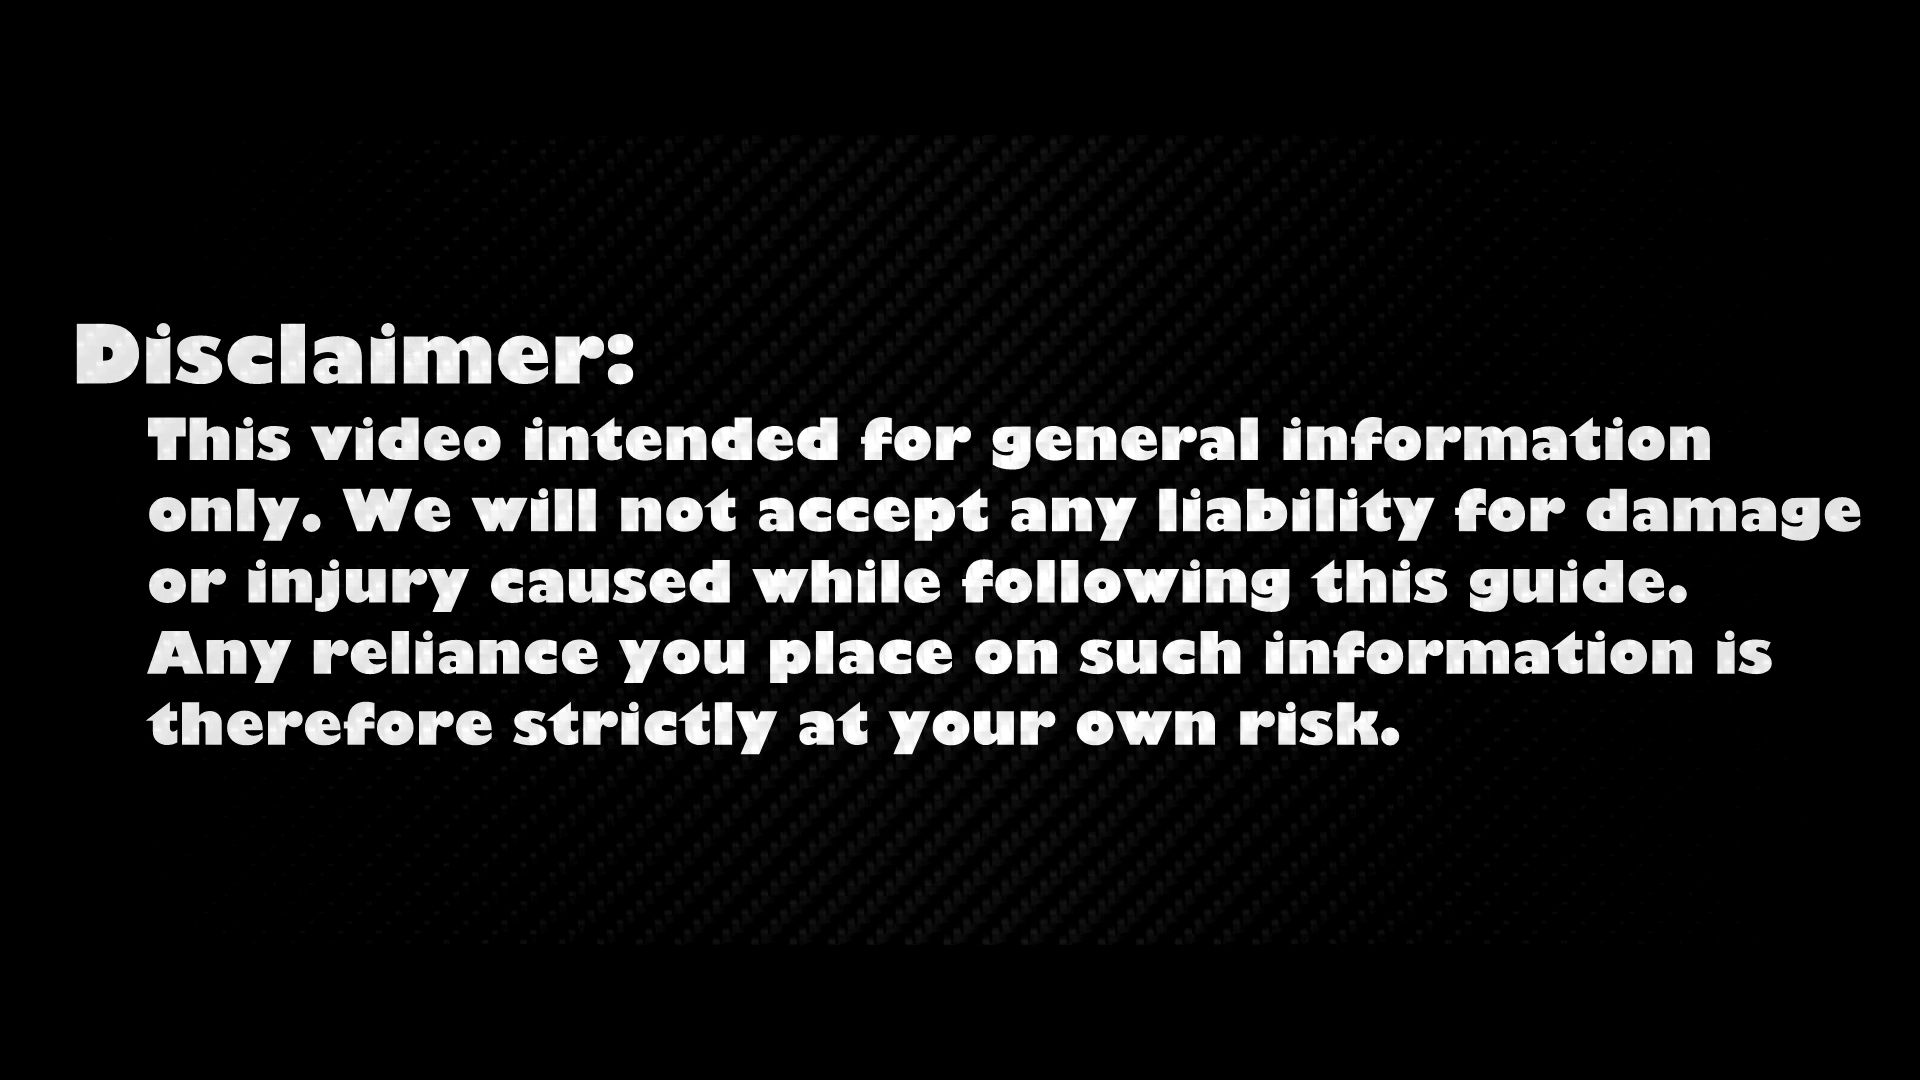 Disclaimer:
This video intended for general information
only. We will not accept any liability for damage
or injury caused while following this guide.
Any reliance you place on such information is
therefore strictly at your own risk.